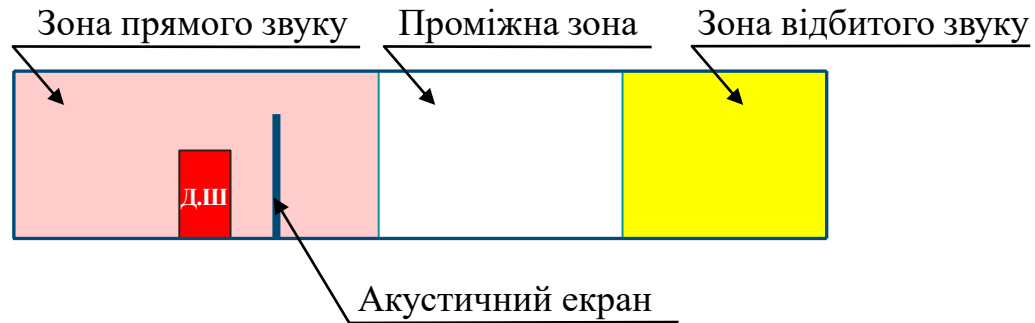 Зона прямого звуку
Проміжна зона
Зона відбитого звуку
Д.Ш
Акустичний екран